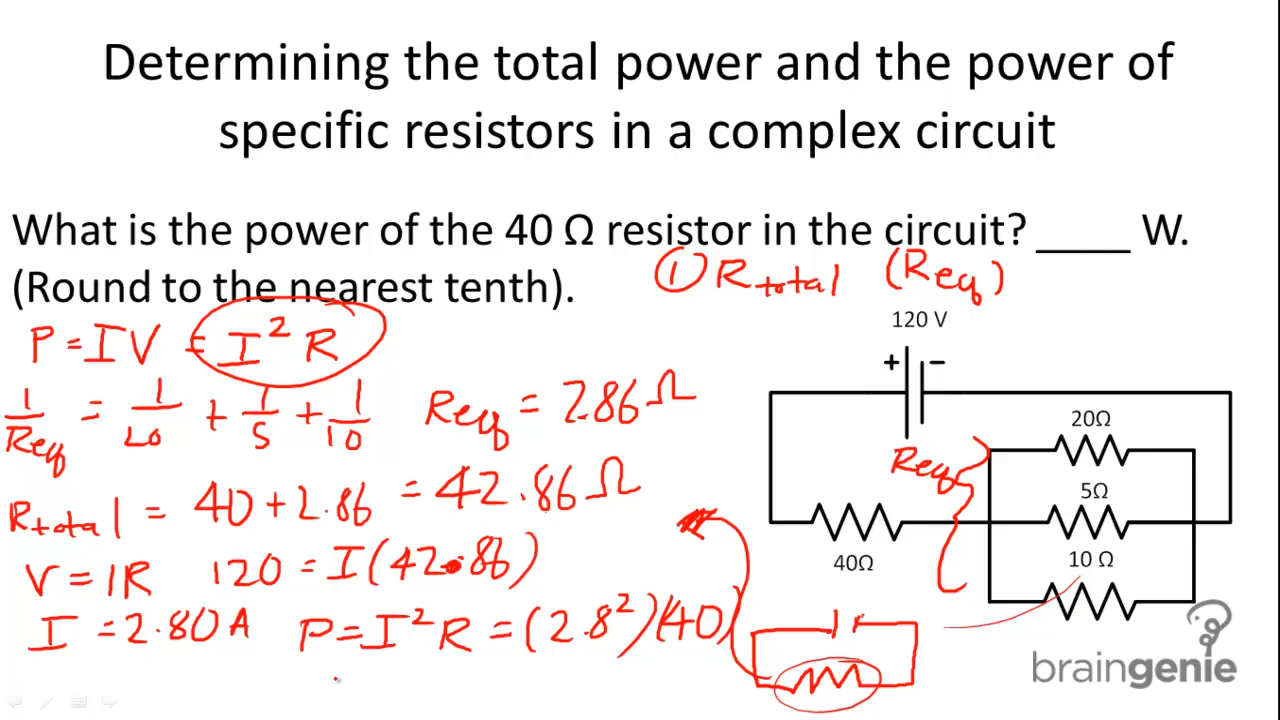 Determining the total power and the power of
specific resistors in a complex circuit
What is the power of the 40 Ω resistor in the circuit? ____ W.
(Round to the nearest tenth).
① Rtotal (Req)
P = IV = I² R
120 V
+ −
1/Req = 1/20 + 1/5 + 1/10
Req = 2.86 Ω
20Ω
Req
5Ω
Rtotal = 40 + 2.86 = 42.86 Ω
40Ω
10 Ω
V = IR 120 = I(42.86)
I = 2.80 A P = I² R = (2.8²)(40)
braingenie